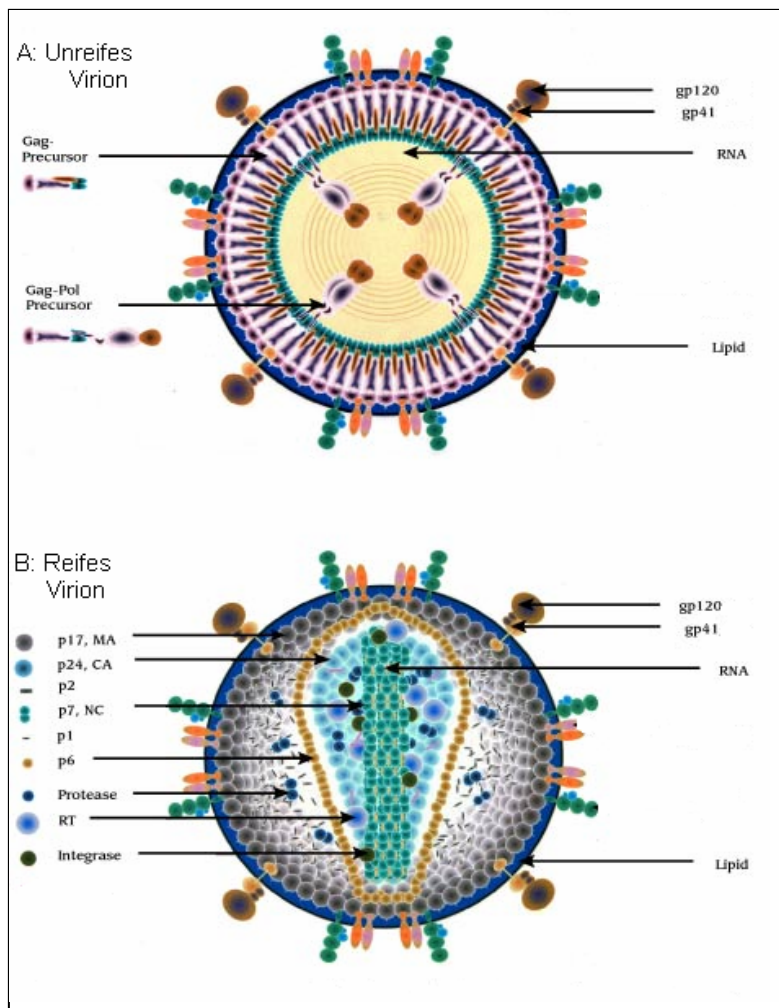 A: Unreifes
Virion
gp120
gp41
Gag-
Precursor
RNA
Gag-Pol
Precursor
Lipid
B: Reifes
Virion
gp120
gp41
p17, MA
p24, CA
RNA
p2
p7, NC
p1
p6
Protease
RT
Integrase
Lipid